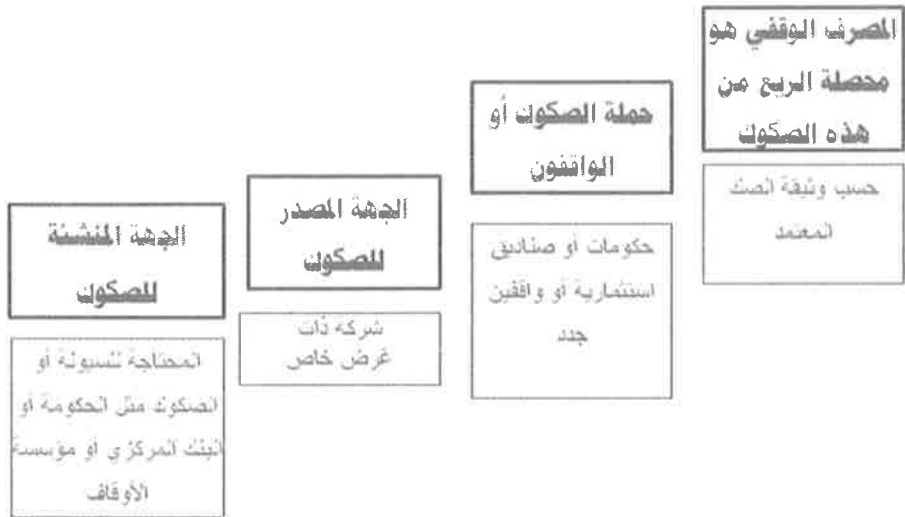 المصرف الوقفي هو
محصلة الريع من
هذه الصكوك
حسب وثيقة الصك
المعتمد
حملة الصكوك أو
الواقفون
حكومات أو صناديق
استثمارية أو واقفين
جدد
الجهة المصدر
للصكوك
شركة ذات
غرض خاص
الجهة المنشئة
للصكوك
المحتاجة للسيولة أو
الصكوك مثل الحكومة أو
البنك المركزي أو مؤسسة
الأوقاف